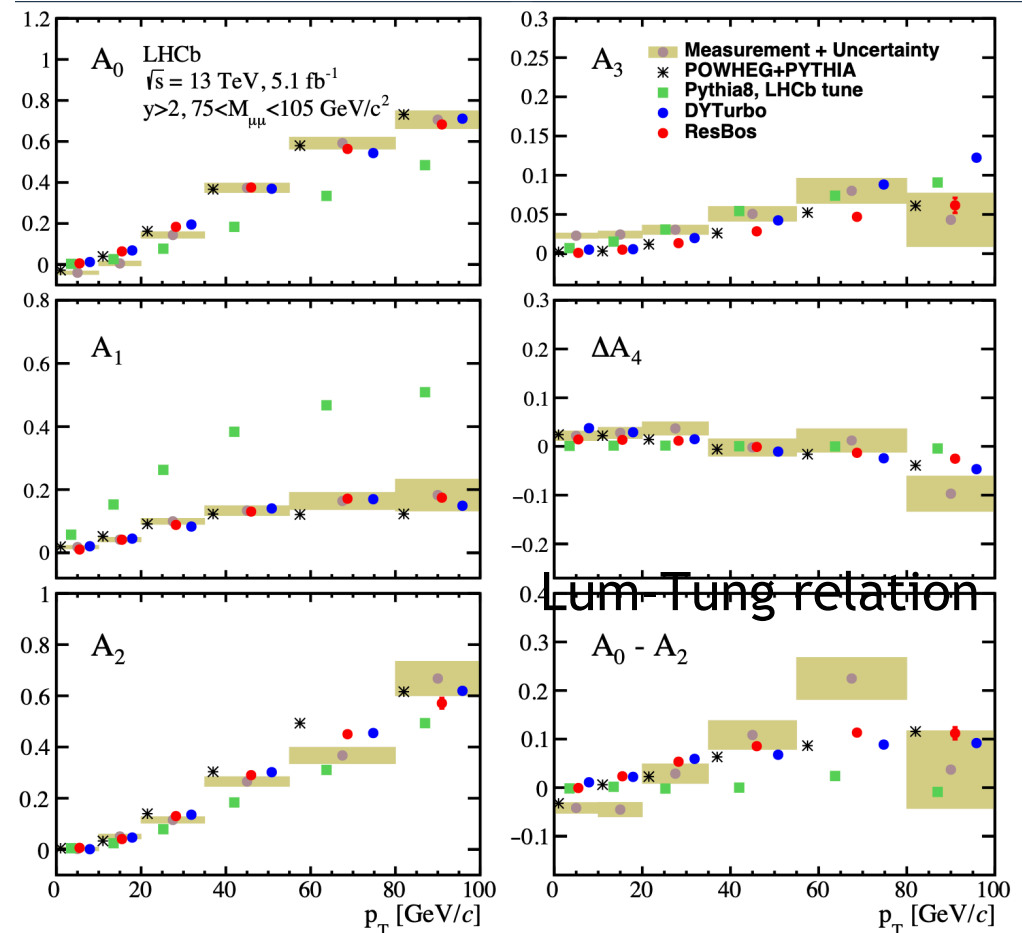 A0
LHCb
√s = 13 TeV, 5.1 fb-1
y>2, 75<Mμμ<105 GeV/c2
1.2
1
0.8
0.6
0.4
0.2
0
A3
Measurement + Uncertainty
POWHEG+PYTHIA
Pythia8, LHCb tune
DYTurbo
ResBos
0.3
0.25
0.2
0.15
0.1
0.05
0
A1
0.8
0.6
0.4
0.2
0
ΔA4
0.3
0.2
0.1
0
−0.1
−0.2
Lum-Tung relation
A2
1
0.8
0.6
0.4
0.2
0
0 20 40 60 80 100
pT [GeV/c]
A0 - A2
0.4
0.3
0.2
0.1
0
−0.1
0 20 40 60 80 100
pT [GeV/c]